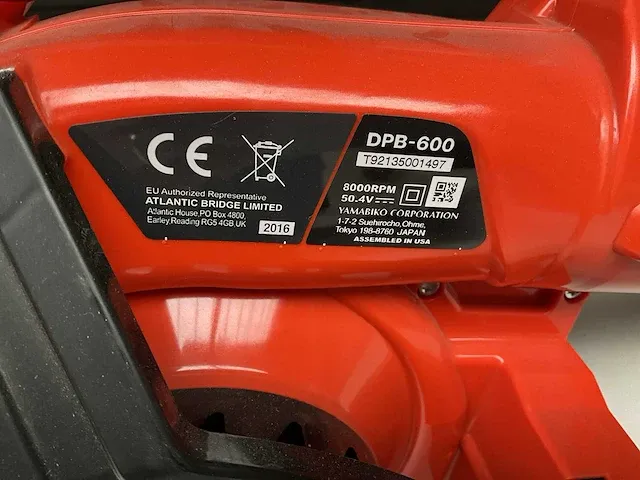 CE
EU Authorized Representative
ATLANTIC BRIDGE LIMITED
Atlantic House,PO Box 4800,
Earley,Reading RG5 4GB,UK
2016
DPB-600
T92135001497
8000RPM
50.4V
YAMABIKO CORPORATION
1-7-2 Suehirocho,Ohme,
Tokyo 198-8760 JAPAN
ASSEMBLED IN USA